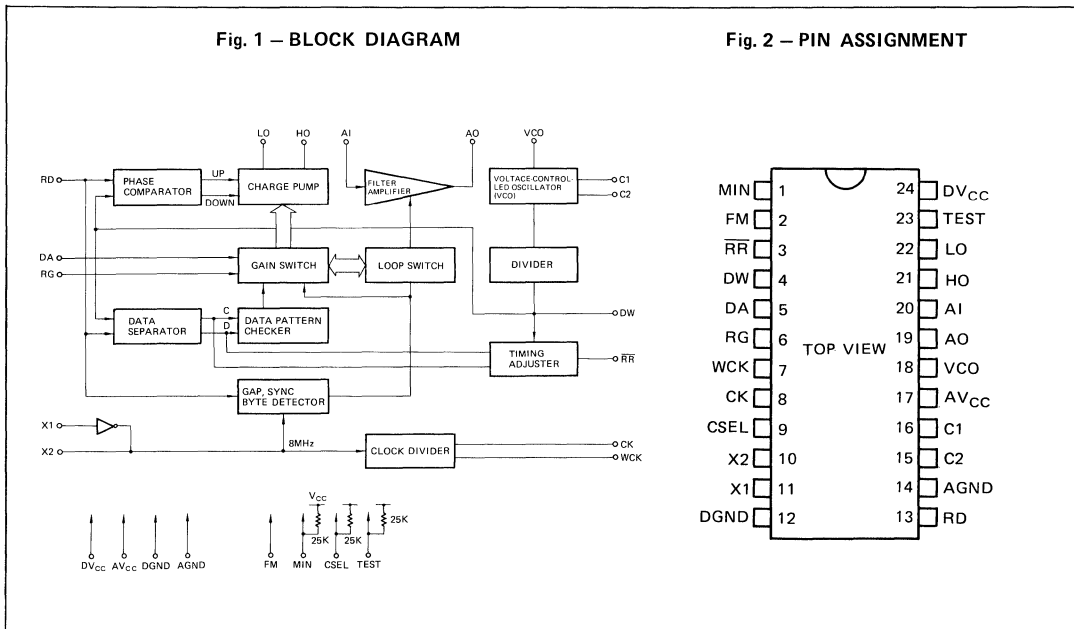 Fig. 1 – BLOCK DIAGRAM
LO HO AI AO VCO
RD
PHASE
COMPARATOR
UP
DOWN
CHARGE PUMP
FILTER
AMPLIFIER
VOLTACE-CONTROL-
LED OSCILLATOR
(VCO)
C1
C2
DA
RG
GAIN SWITCH
LOOP SWITCH
DIVIDER
DATA
SEPARATOR
C
D
DATA PATTERN
CHECKER
DW
TIMING
ADJUSTER
R̅R̅
GAP, SYNC
BYTE DETECTOR
X1
X2
8MHz
CLOCK DIVIDER
CK
WCK
VCC
25K
25K
25K
DVCC AVCC DGND AGND FM MIN CSEL TEST
Fig. 2 – PIN ASSIGNMENT
MIN 1 24 DVCC
FM 2 23 TEST
R̅R̅ 3 22 LO
DW 4 21 HO
DA 5 20 AI
RG 6 19 AO
TOP VIEW
WCK 7 18 VCO
CK 8 17 AVCC
CSEL 9 16 C1
X2 10 15 C2
X1 11 14 AGND
DGND 12 13 RD